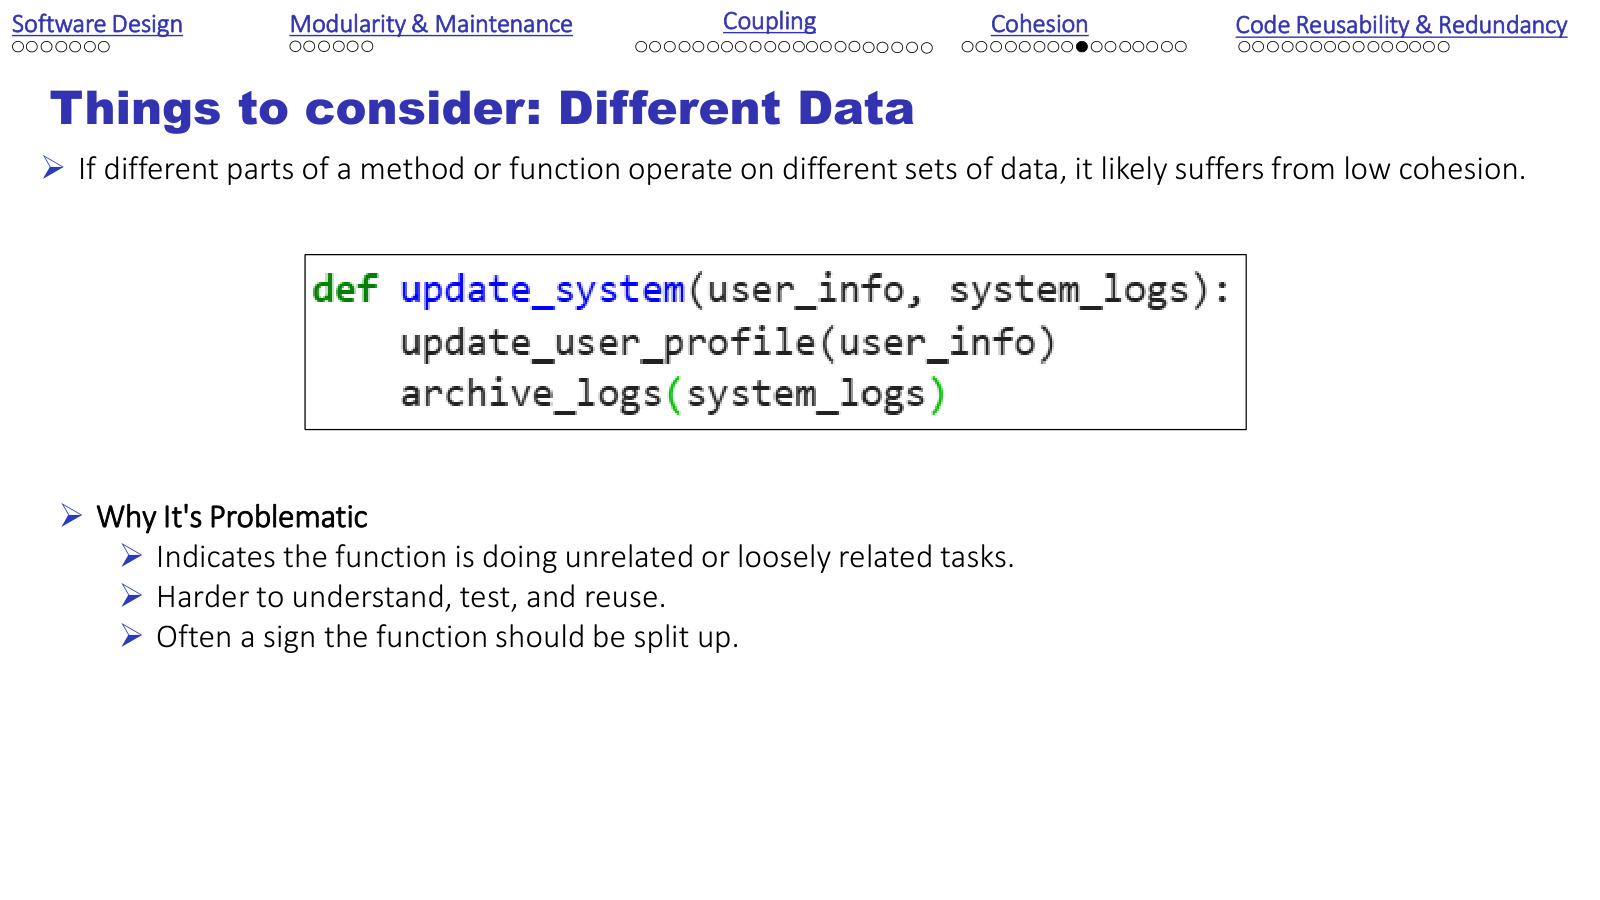 Software Design
Modularity & Maintenance
Coupling
Cohesion
Code Reusability & Redundancy
Things to consider: Different Data
If different parts of a method or function operate on different sets of data, it likely suffers from low cohesion.
def update_system(user_info, system_logs):
    update_user_profile(user_info)
    archive_logs(system_logs)
Why It's Problematic
Indicates the function is doing unrelated or loosely related tasks.
Harder to understand, test, and reuse.
Often a sign the function should be split up.